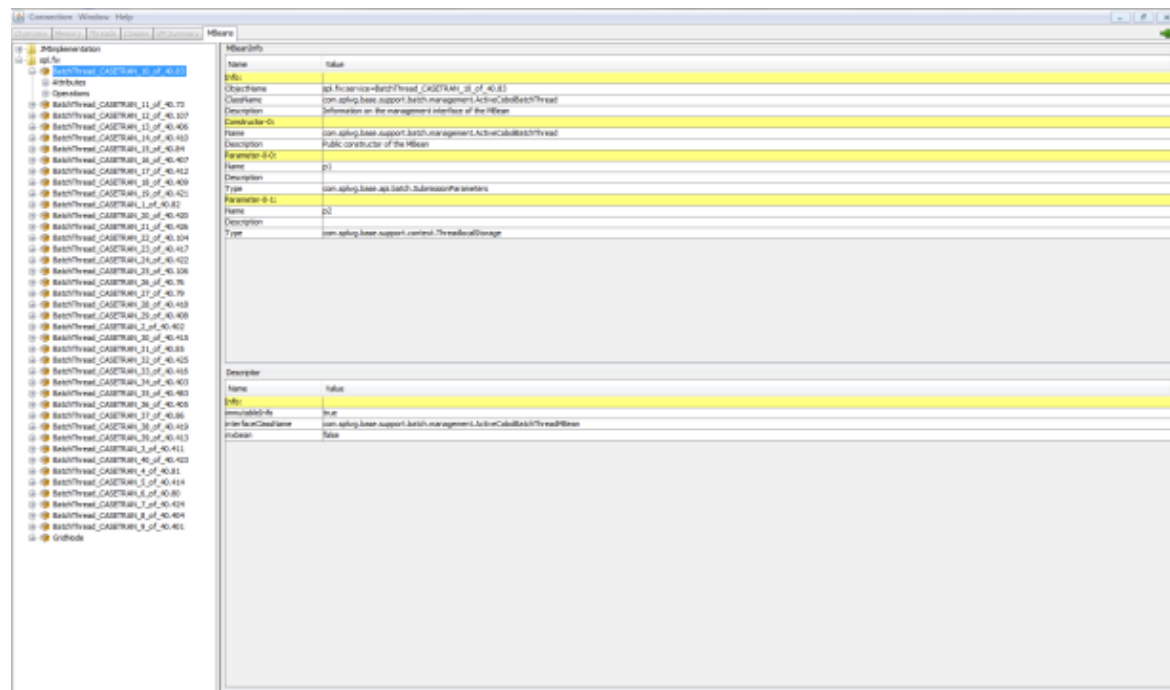 Connection Window Help
Overview Memory Threads Classes VM Summary MBeans
JMImplementation
spl.fw
BatchThread_CASETRAN_10_of_40.83
Attributes
Operations
BatchThread_CASETRAN_11_of_40.73
BatchThread_CASETRAN_12_of_40.107
BatchThread_CASETRAN_13_of_40.406
BatchThread_CASETRAN_14_of_40.410
BatchThread_CASETRAN_15_of_40.84
BatchThread_CASETRAN_16_of_40.407
BatchThread_CASETRAN_17_of_40.412
BatchThread_CASETRAN_18_of_40.409
BatchThread_CASETRAN_19_of_40.421
BatchThread_CASETRAN_1_of_40.82
BatchThread_CASETRAN_20_of_40.420
BatchThread_CASETRAN_21_of_40.426
BatchThread_CASETRAN_22_of_40.104
BatchThread_CASETRAN_23_of_40.417
BatchThread_CASETRAN_24_of_40.422
BatchThread_CASETRAN_25_of_40.106
BatchThread_CASETRAN_26_of_40.76
BatchThread_CASETRAN_27_of_40.79
BatchThread_CASETRAN_28_of_40.418
BatchThread_CASETRAN_29_of_40.408
BatchThread_CASETRAN_2_of_40.402
BatchThread_CASETRAN_30_of_40.415
BatchThread_CASETRAN_31_of_40.85
BatchThread_CASETRAN_32_of_40.425
BatchThread_CASETRAN_33_of_40.416
BatchThread_CASETRAN_34_of_40.403
BatchThread_CASETRAN_35_of_40.483
BatchThread_CASETRAN_36_of_40.405
BatchThread_CASETRAN_37_of_40.86
BatchThread_CASETRAN_38_of_40.419
BatchThread_CASETRAN_39_of_40.413
BatchThread_CASETRAN_3_of_40.411
BatchThread_CASETRAN_40_of_40.423
BatchThread_CASETRAN_4_of_40.81
BatchThread_CASETRAN_5_of_40.414
BatchThread_CASETRAN_6_of_40.80
BatchThread_CASETRAN_7_of_40.424
BatchThread_CASETRAN_8_of_40.404
BatchThread_CASETRAN_9_of_40.401
GridNode
MBeanInfo
Name Value
Info:
ObjectName spl.fw:service=BatchThread_CASETRAN_10_of_40.83
ClassName com.splwg.base.support.batch.management.ActiveCobolBatchThread
Description Information on the management interface of the MBean
Constructor-0:
Name com.splwg.base.support.batch.management.ActiveCobolBatchThread
Description Public constructor of the MBean
Parameter-0-0:
Name p1
Description
Type com.splwg.base.api.batch.SubmissionParameters
Parameter-0-1:
Name p2
Description
Type com.splwg.base.support.context.ThreadlocalStorage
Descriptor
Name Value
Info:
immutableInfo true
interfaceClassName com.splwg.base.support.batch.management.ActiveCobolBatchThreadMBean
mxbean false